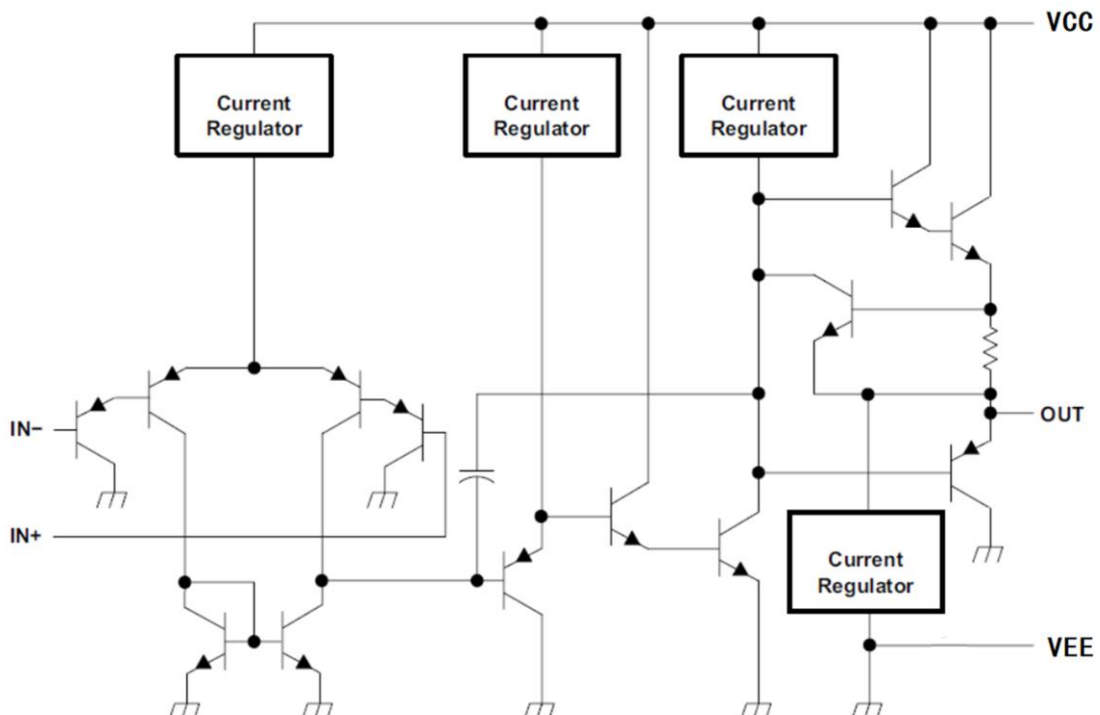 VCC
Current
Regulator
Current
Regulator
Current
Regulator
IN−
OUT
IN+
Current
Regulator
VEE